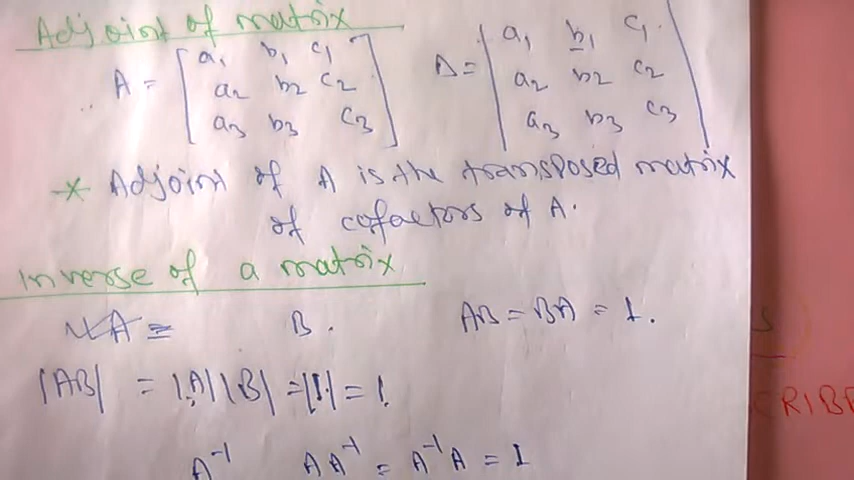 Adjoint of matrix
A = [ a1 b1 c1
a2 b2 c2
a3 b3 c3 ]
Δ = | a1 b1 c1
a2 b2 c2
a3 b3 c3 |
* Adjoint of A is the transposed matrix
of cofactors of A.
Inverse of a matrix
B. AB = BA = I.
|AB| = |A| |B| = |I| = 1.
A⁻¹ AA⁻¹ = A⁻¹A = I